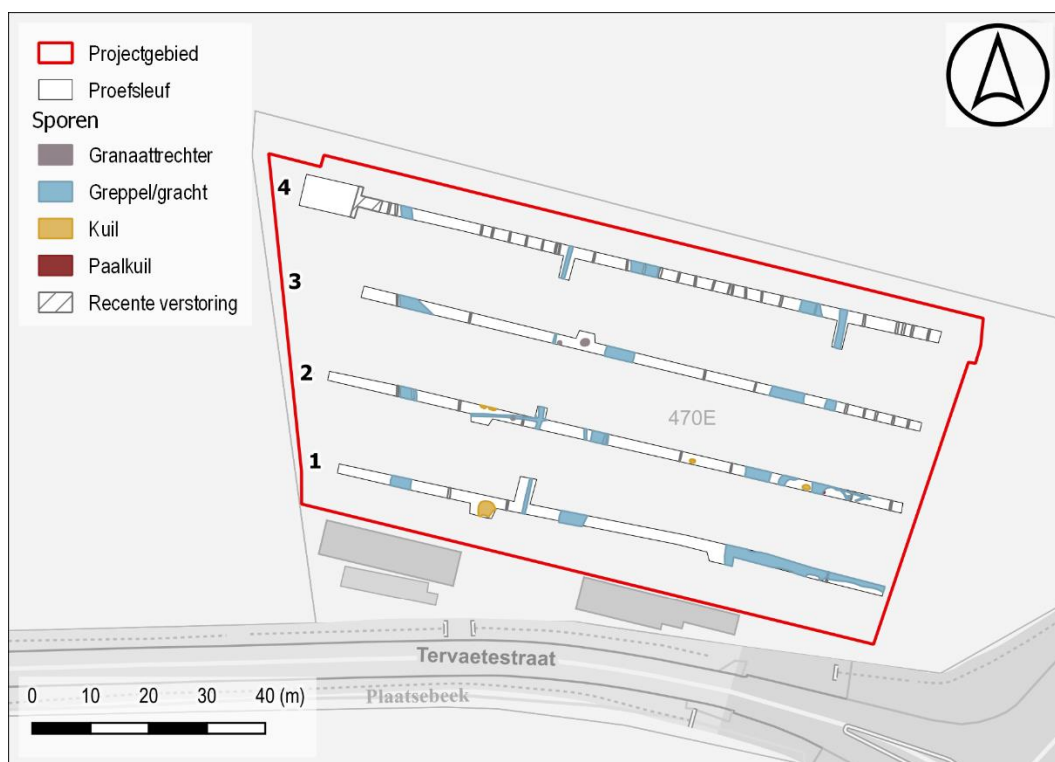 Projectgebied
Proefsleuf
Sporen
Granaattrechter
Greppel/gracht
Kuil
Paalkuil
Recente verstoring
4
3
2
1
470E
Tervaetestraat
Plaatsebeek
0 10 20 30 40 (m)